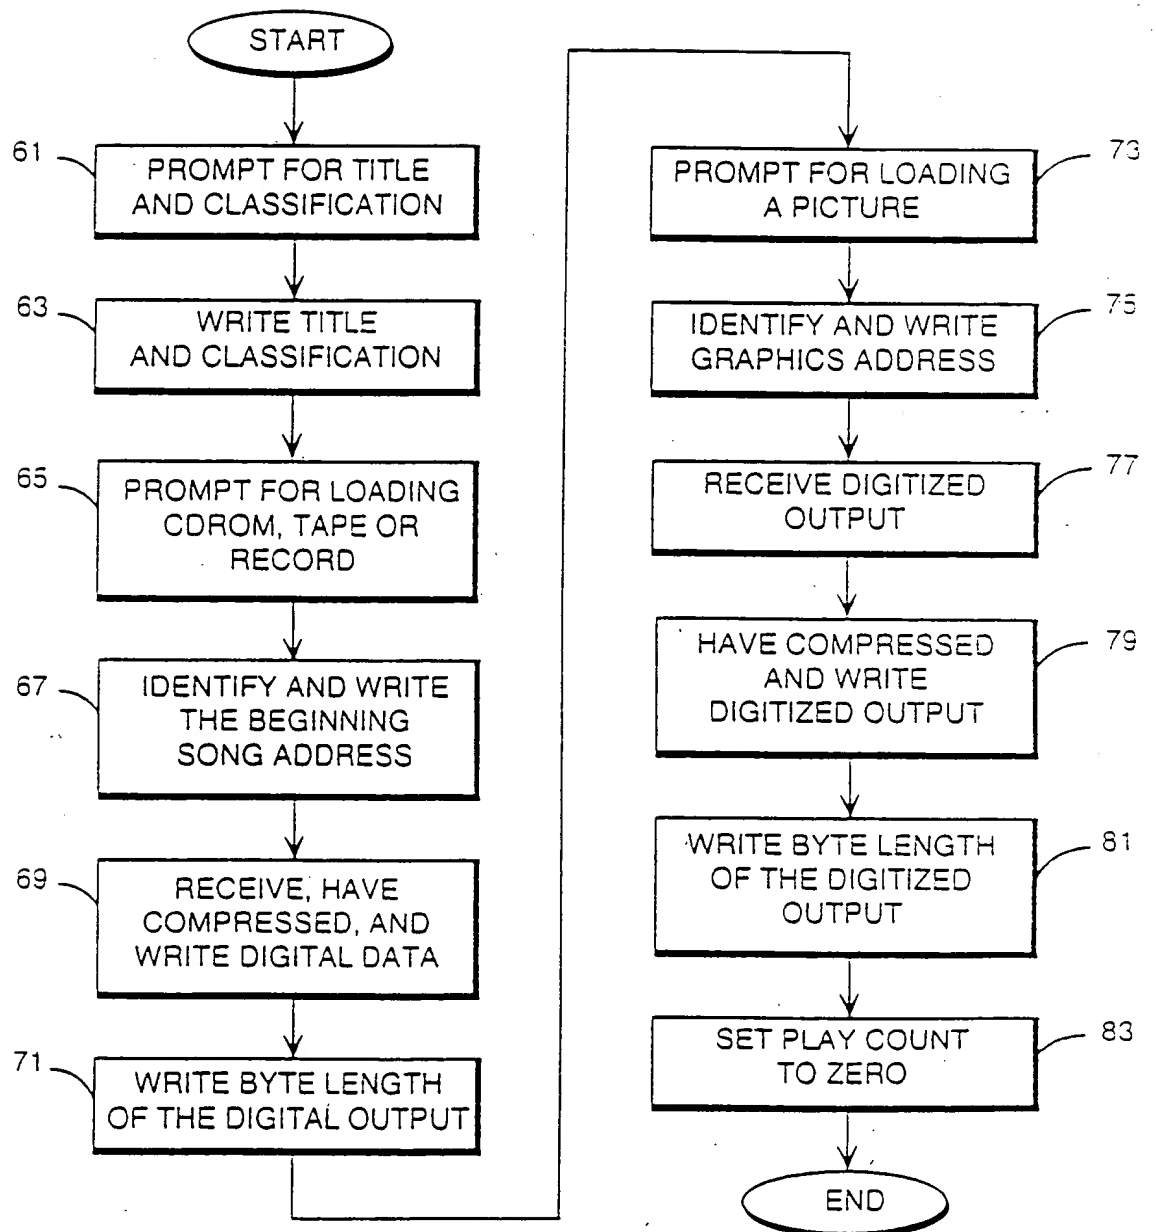 START
61
PROMPT FOR TITLE
AND CLASSIFICATION
63
WRITE TITLE
AND CLASSIFICATION
65
PROMPT FOR LOADING
CDROM, TAPE OR
RECORD
67
IDENTIFY AND WRITE
THE BEGINNING
SONG ADDRESS
69
RECEIVE, HAVE
COMPRESSED, AND
WRITE DIGITAL DATA
71
WRITE BYTE LENGTH
OF THE DIGITAL OUTPUT
73
PROMPT FOR LOADING
A PICTURE
75
IDENTIFY AND WRITE
GRAPHICS ADDRESS
77
RECEIVE DIGITIZED
OUTPUT
79
HAVE COMPRESSED
AND WRITE
DIGITIZED OUTPUT
81
WRITE BYTE LENGTH
OF THE DIGITIZED
OUTPUT
83
SET PLAY COUNT
TO ZERO
END